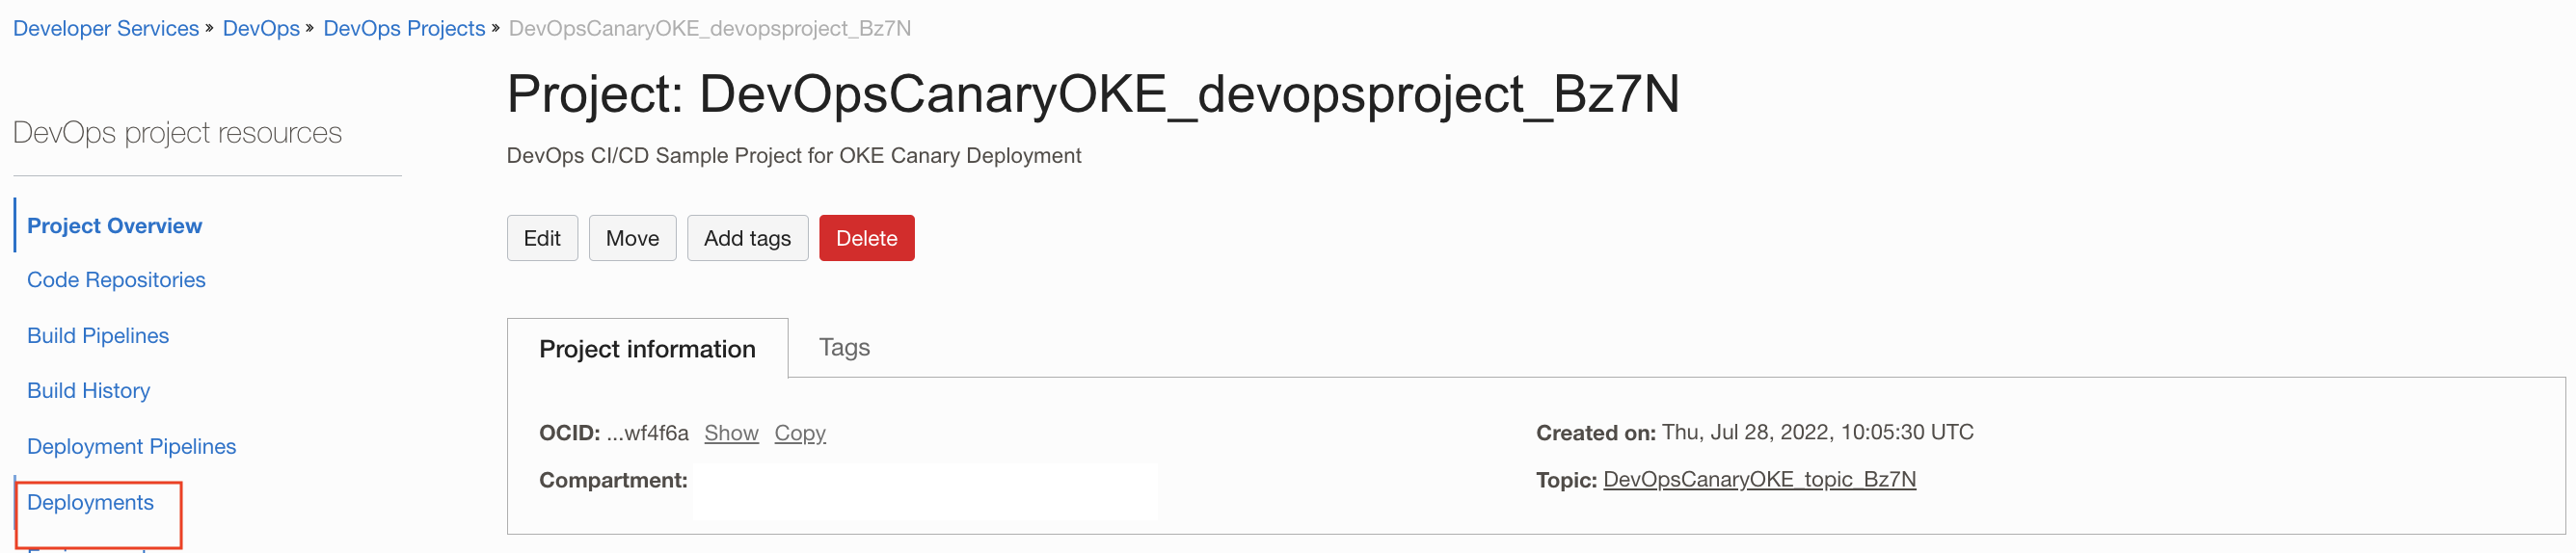 Developer Services » DevOps » DevOps Projects » DevOpsCanaryOKE_devopsproject_Bz7N
DevOps project resources
Project Overview
Code Repositories
Build Pipelines
Build History
Deployment Pipelines
Deployments
Project: DevOpsCanaryOKE_devopsproject_Bz7N
DevOps CI/CD Sample Project for OKE Canary Deployment
Edit Move Add tags Delete
Project information Tags
OCID: ...wf4f6a Show Copy
Compartment:
Created on: Thu, Jul 28, 2022, 10:05:30 UTC
Topic: DevOpsCanaryOKE_topic_Bz7N